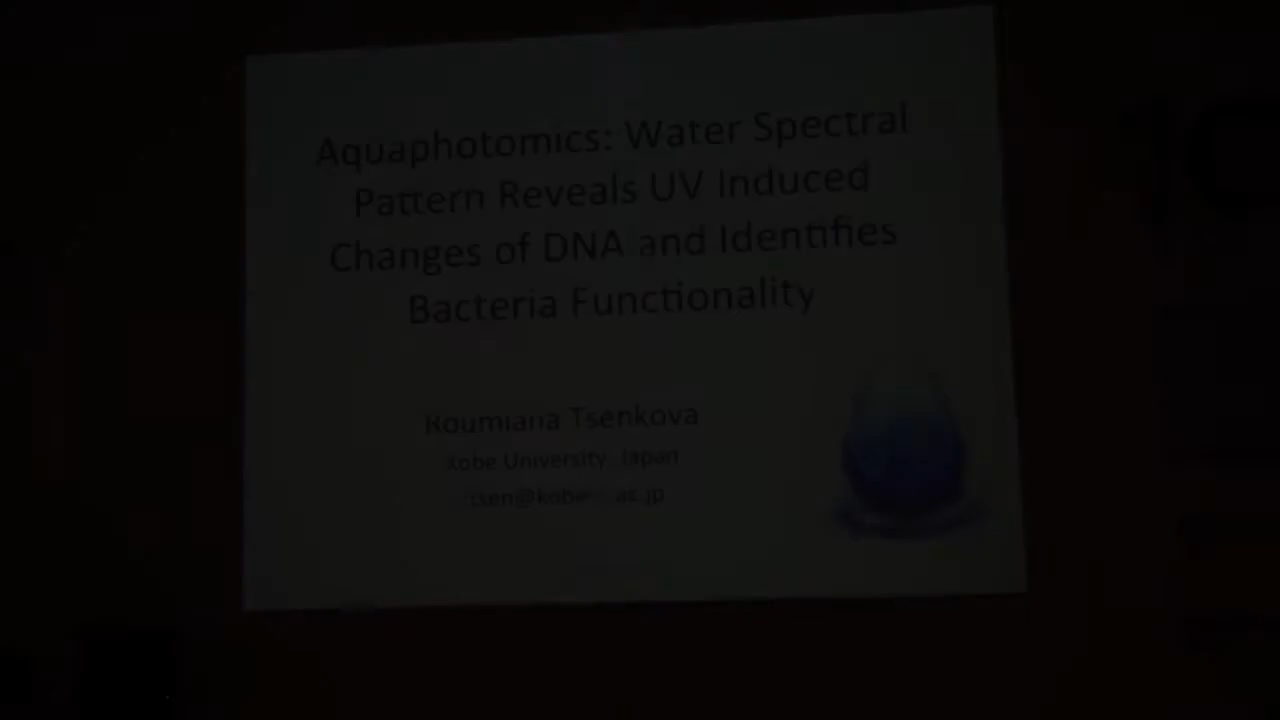 Aquaphotomics: Water Spectral
Pattern Reveals UV Induced
Changes of DNA and Identifies
Bacteria Functionality
Roumiana Tsenkova
Kobe University, Japan